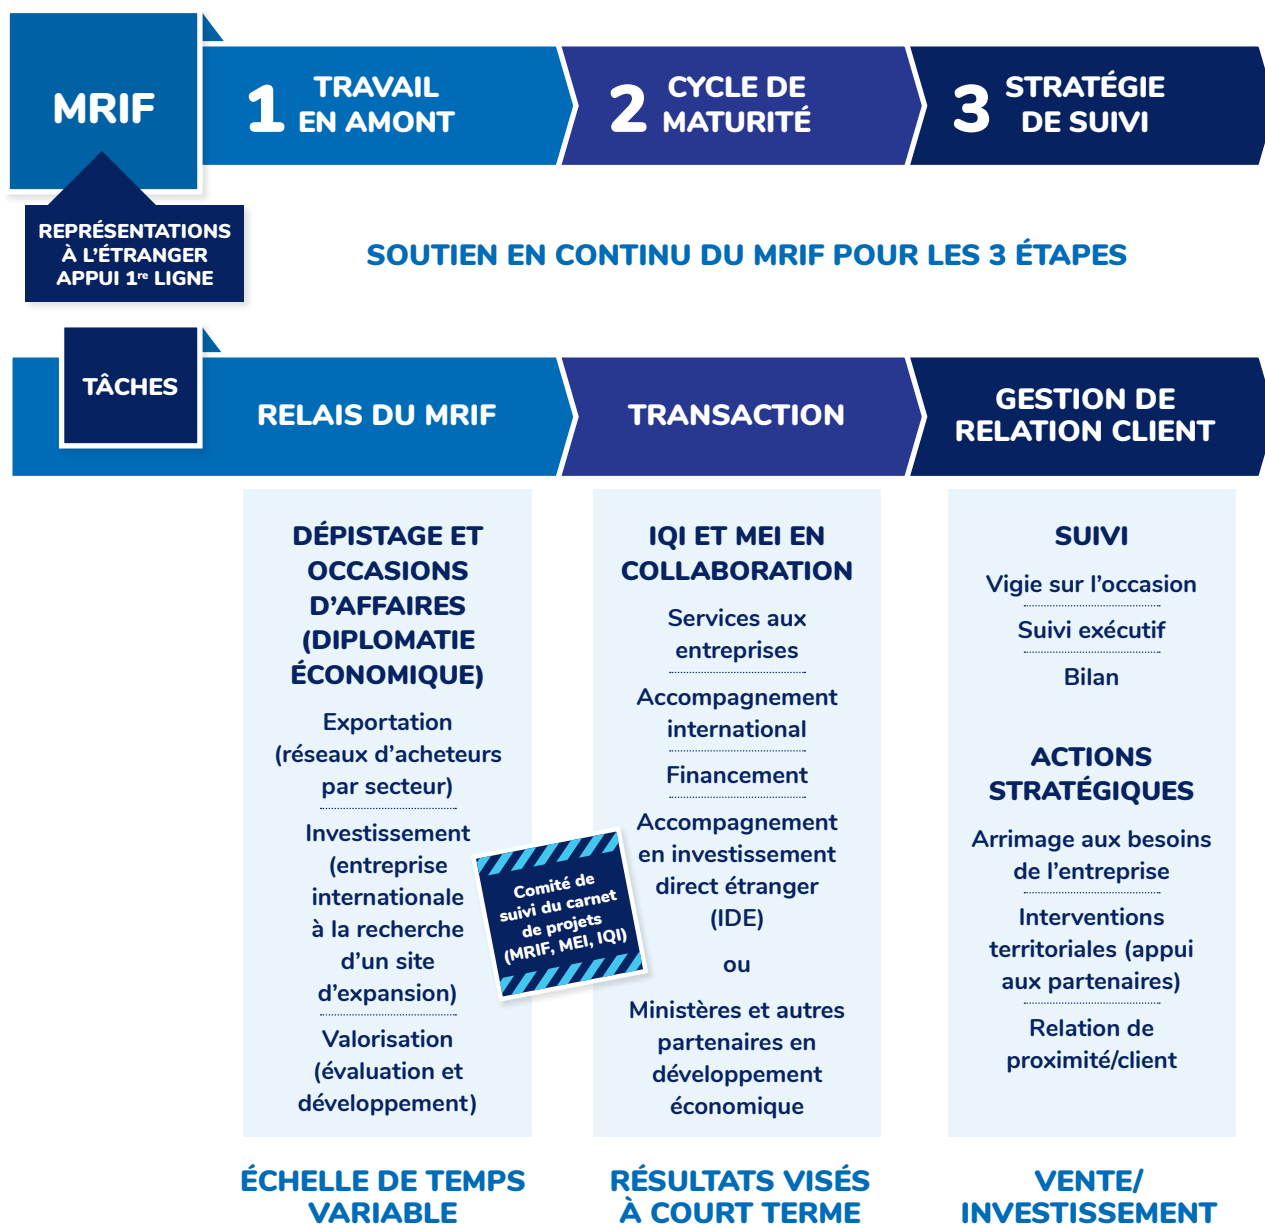 MRIF
1 TRAVAIL
EN AMONT
2 CYCLE DE
MATURITÉ
3 STRATÉGIE
DE SUIVI
REPRÉSENTATIONS
À L'ÉTRANGER
APPUI 1re LIGNE
SOUTIEN EN CONTINU DU MRIF POUR LES 3 ÉTAPES
TÂCHES
RELAIS DU MRIF
TRANSACTION
GESTION DE
RELATION CLIENT
DÉPISTAGE ET
OCCASIONS
D'AFFAIRES
(DIPLOMATIE
ÉCONOMIQUE)
Exportation
(réseaux d'acheteurs
par secteur)
Investissement
(entreprise
internationale
à la recherche
d'un site
d'expansion)
Valorisation
(évaluation et
développement)
ÉCHELLE DE TEMPS
VARIABLE
Comité de
suivi du carnet
de projets
(MRIF, MEI, IQI)
IQI ET MEI EN
COLLABORATION
Services aux
entreprises
Accompagnement
international
Financement
Accompagnement
en investissement
direct étranger
(IDE)
ou
Ministères et autres
partenaires en
développement
économique
RÉSULTATS VISÉS
À COURT TERME
SUIVI
Vigie sur l'occasion
Suivi exécutif
Bilan
ACTIONS
STRATÉGIQUES
Arrimage aux besoins
de l'entreprise
Interventions
territoriales (appui
aux partenaires)
Relation de
proximité/client
VENTE/
INVESTISSEMENT